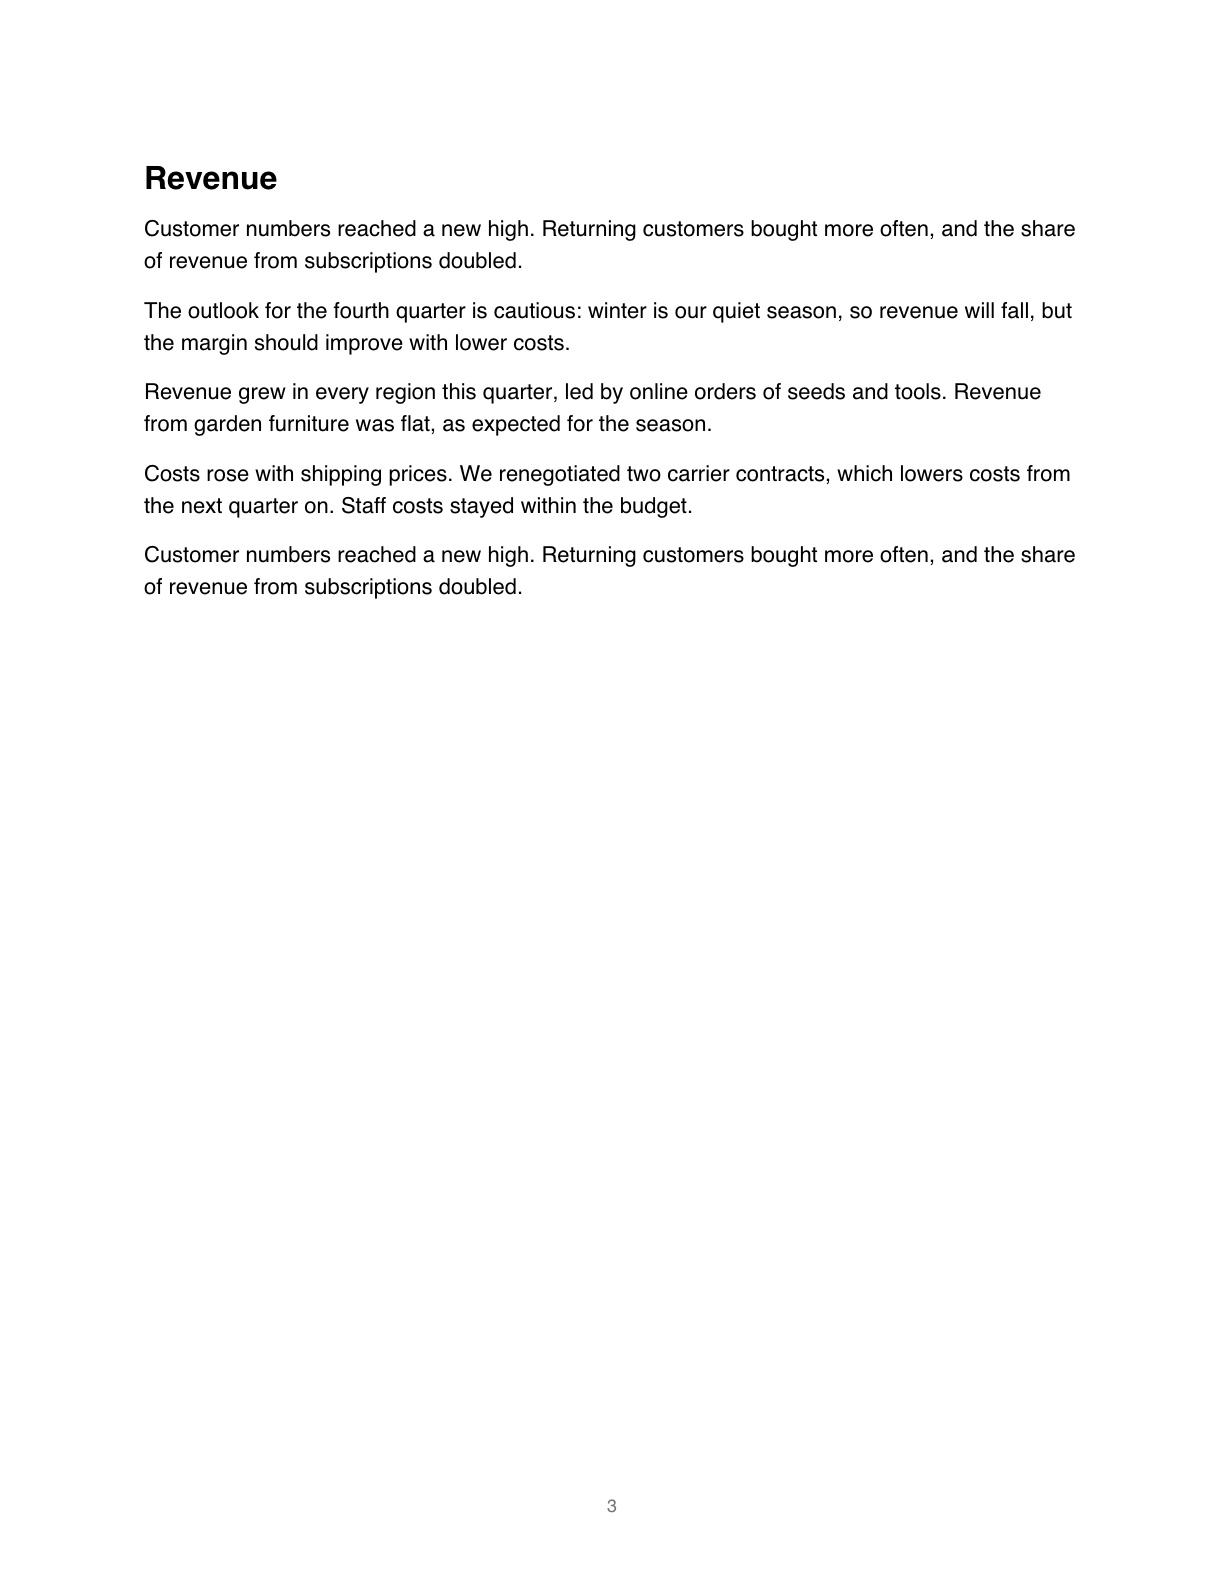 Revenue
Customer numbers reached a new high. Returning customers bought more often, and the share
of revenue from subscriptions doubled.
The outlook for the fourth quarter is cautious: winter is our quiet season, so revenue will fall, but
the margin should improve with lower costs.
Revenue grew in every region this quarter, led by online orders of seeds and tools. Revenue
from garden furniture was flat, as expected for the season.
Costs rose with shipping prices. We renegotiated two carrier contracts, which lowers costs from
the next quarter on. Staff costs stayed within the budget.
Customer numbers reached a new high. Returning customers bought more often, and the share
of revenue from subscriptions doubled.
3